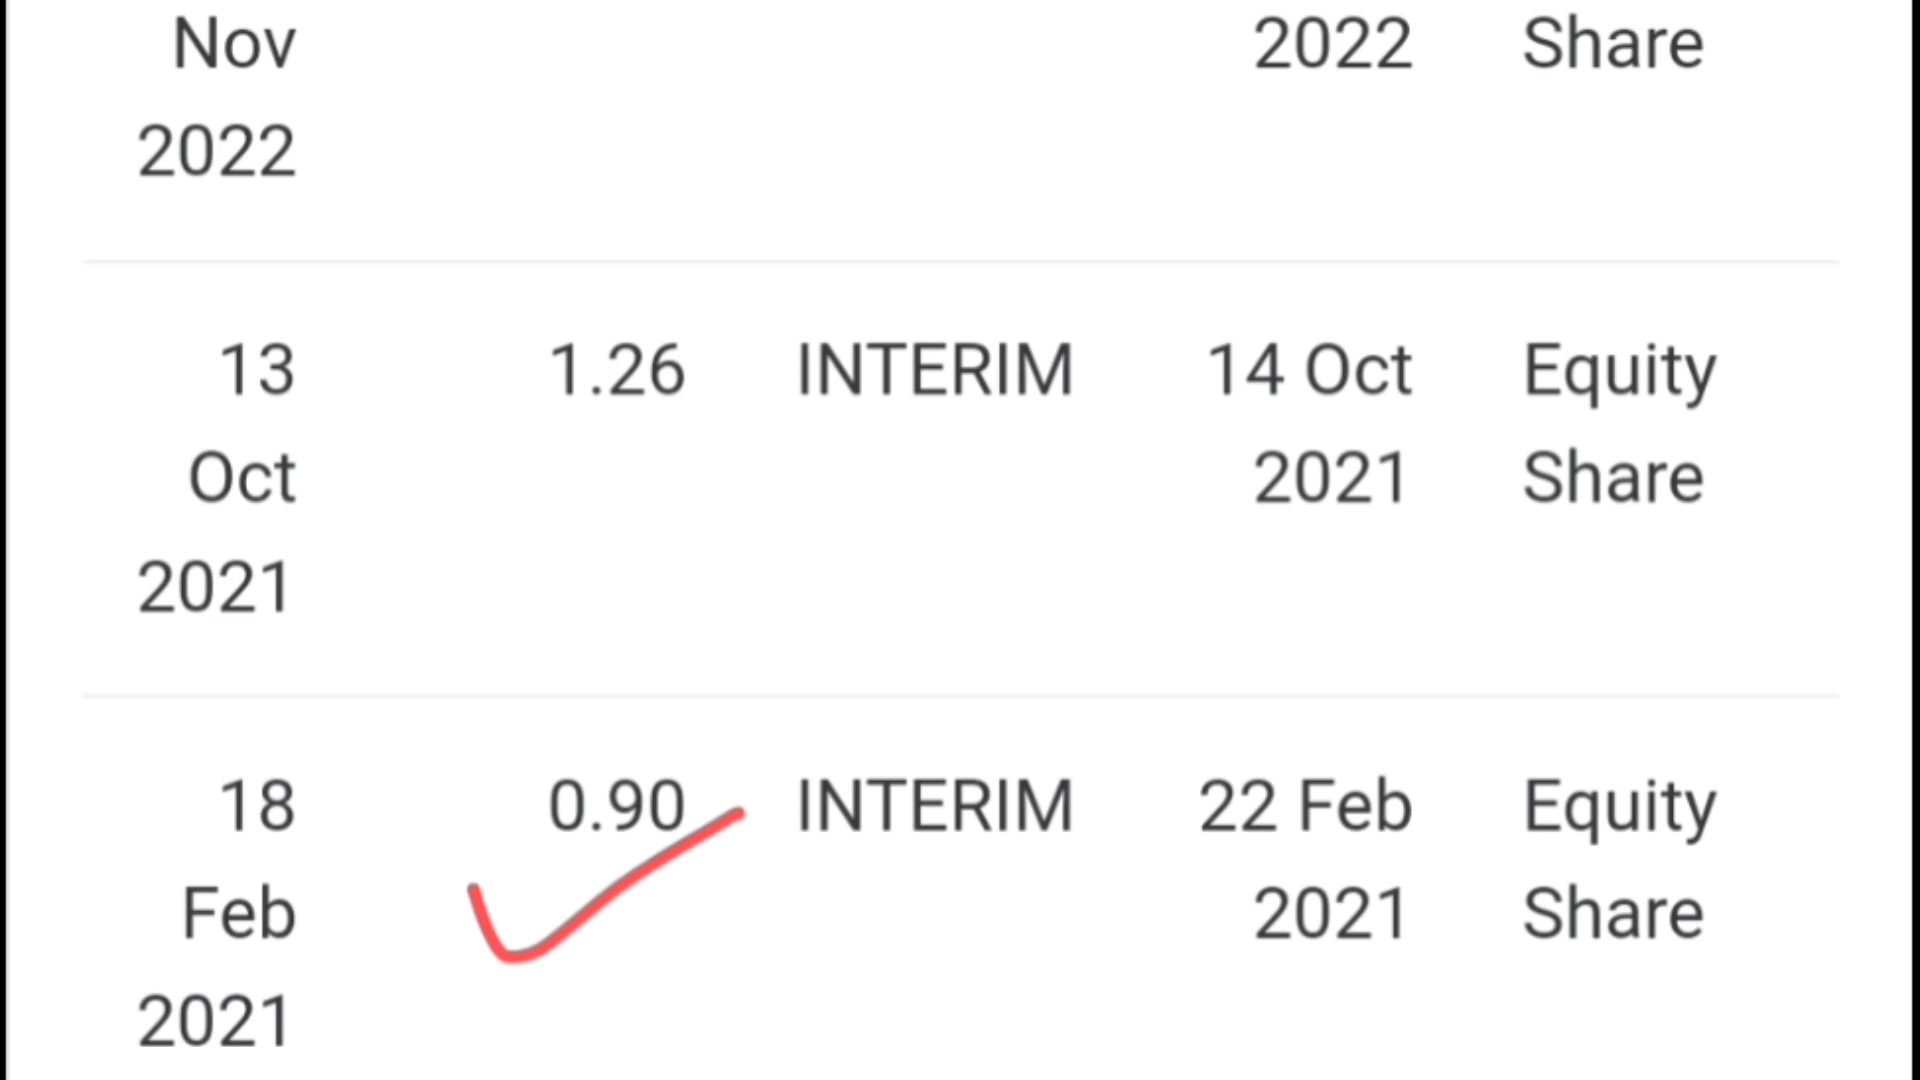 Nov 2022 Share
2022
13 1.26 INTERIM 14 Oct Equity
Oct 2021 Share
2021
18 0.90 INTERIM 22 Feb Equity
Feb 2021 Share
2021